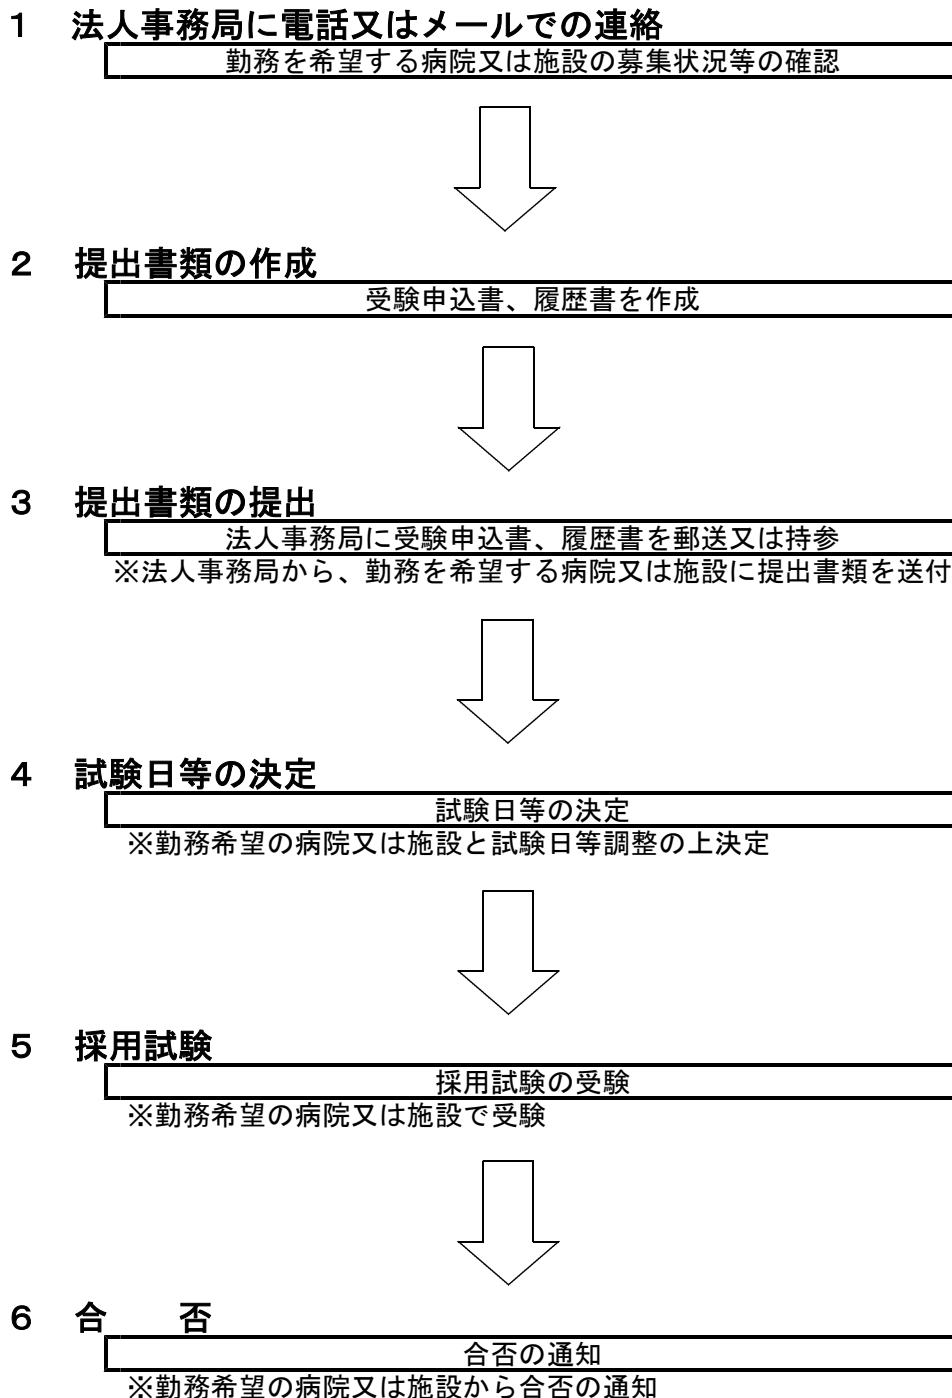 １　法人事務局に電話又はメールでの連絡
勤務を希望する病院又は施設の募集状況等の確認
２　提出書類の作成
受験申込書、履歴書を作成
３　提出書類の提出
法人事務局に受験申込書、履歴書を郵送又は持参
※法人事務局から、勤務を希望する病院又は施設に提出書類を送付
４　試験日等の決定
試験日等の決定
※勤務希望の病院又は施設と試験日等調整の上決定
５　採用試験
採用試験の受験
※勤務希望の病院又は施設で受験
６　合　　否
合否の通知
※勤務希望の病院又は施設から合否の通知